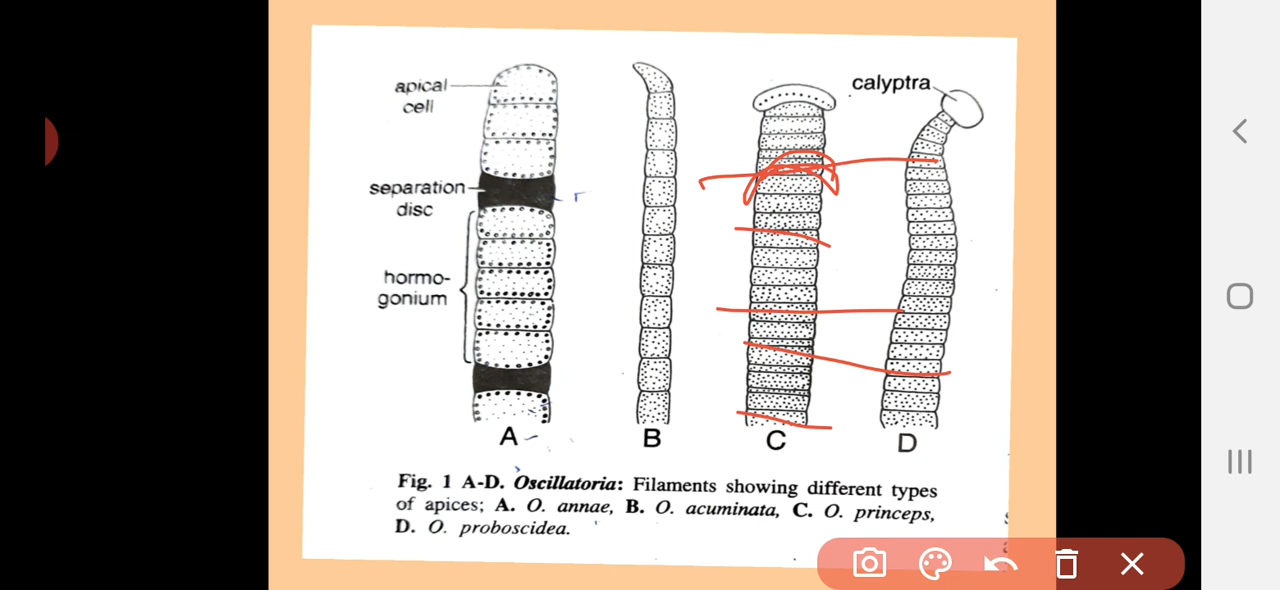 apical
cell
calyptra
separation
disc
hormo-
gonium
A
B
C
D
Fig. 1 A-D. Oscillatoria: Filaments showing different types
of apices; A. O. annae, B. O. acuminata, C. O. princeps,
D. O. proboscidea.